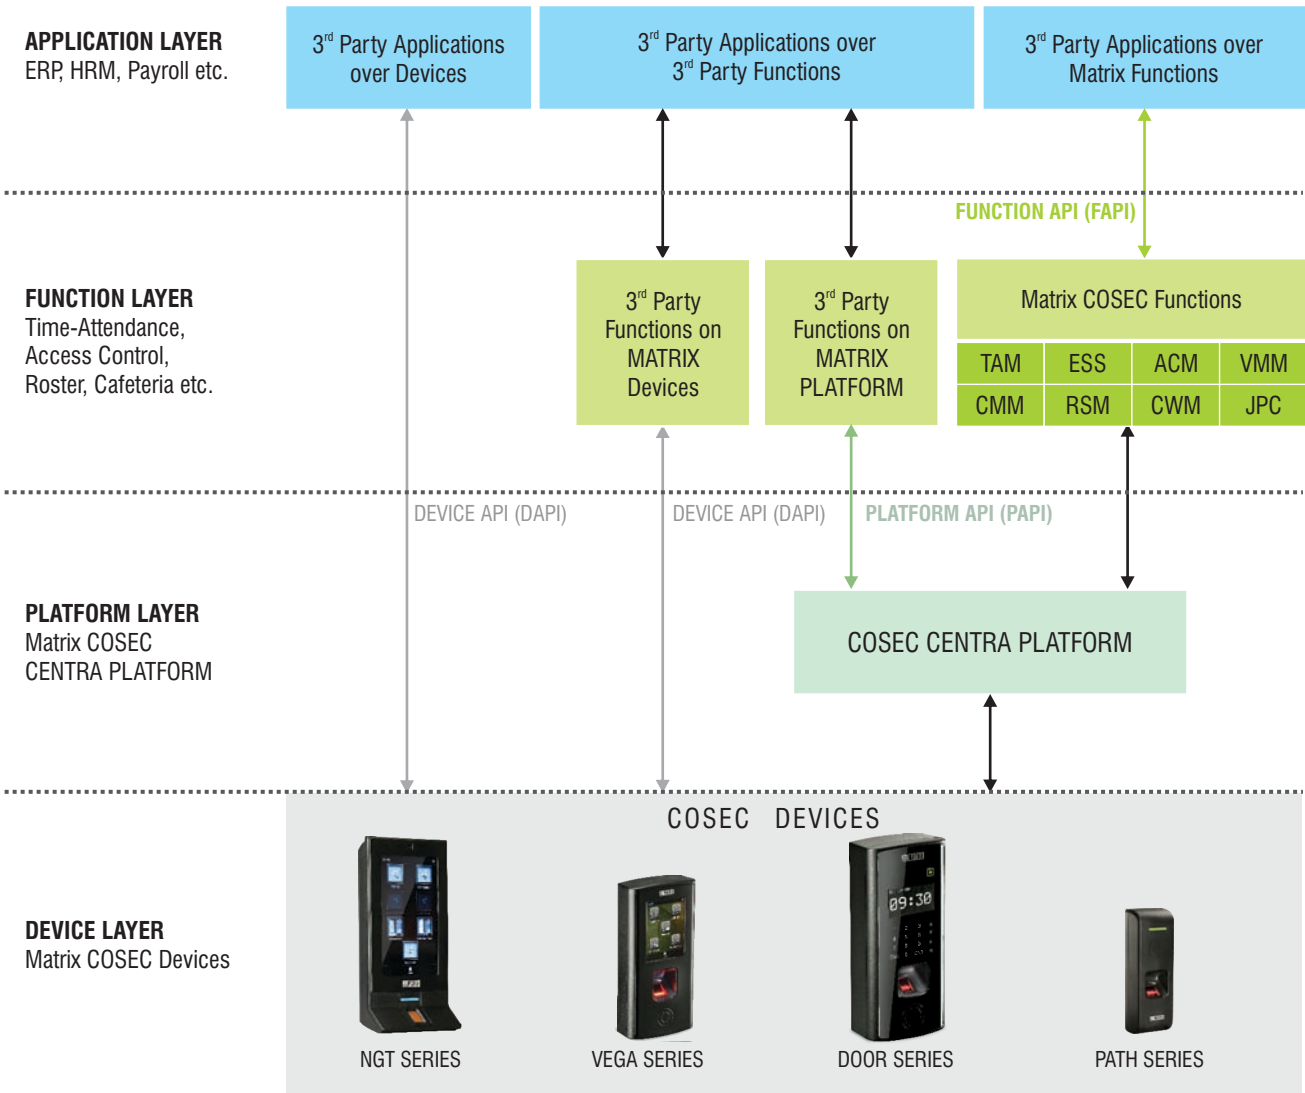 APPLICATION LAYER
ERP, HRM, Payroll etc.
3rd Party Applications
over Devices
3rd Party Applications over
3rd Party Functions
3rd Party Applications over
Matrix Functions
FUNCTION API (FAPI)
FUNCTION LAYER
Time-Attendance,
Access Control,
Roster, Cafeteria etc.
3rd Party
Functions on
MATRIX
Devices
3rd Party
Functions on
MATRIX
PLATFORM
Matrix COSEC Functions
TAM ESS ACM VMM
CMM RSM CWM JPC
DEVICE API (DAPI)
DEVICE API (DAPI)
PLATFORM API (PAPI)
PLATFORM LAYER
Matrix COSEC
CENTRA PLATFORM
COSEC CENTRA PLATFORM
COSEC DEVICES
09:30
DEVICE LAYER
Matrix COSEC Devices
NGT SERIES
VEGA SERIES
DOOR SERIES
PATH SERIES